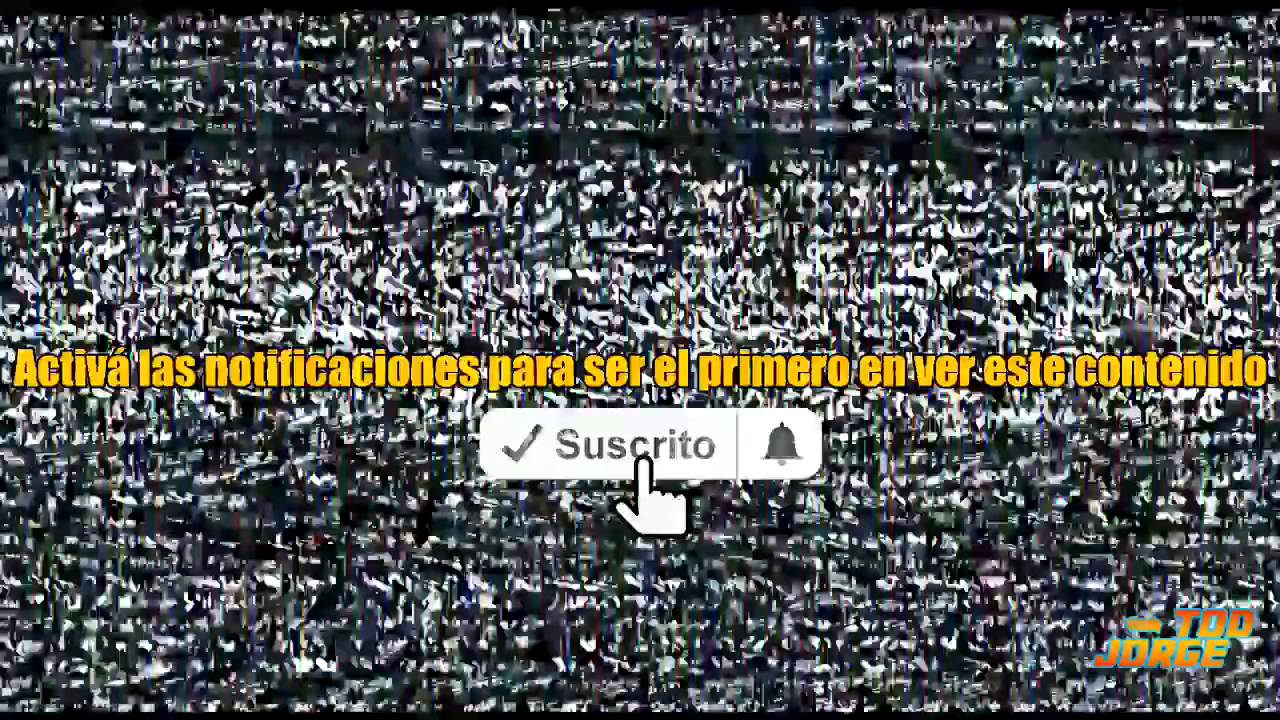 Activá las notificaciones para ser el primero en ver este contenido
Suscrito
TOD
JORGE